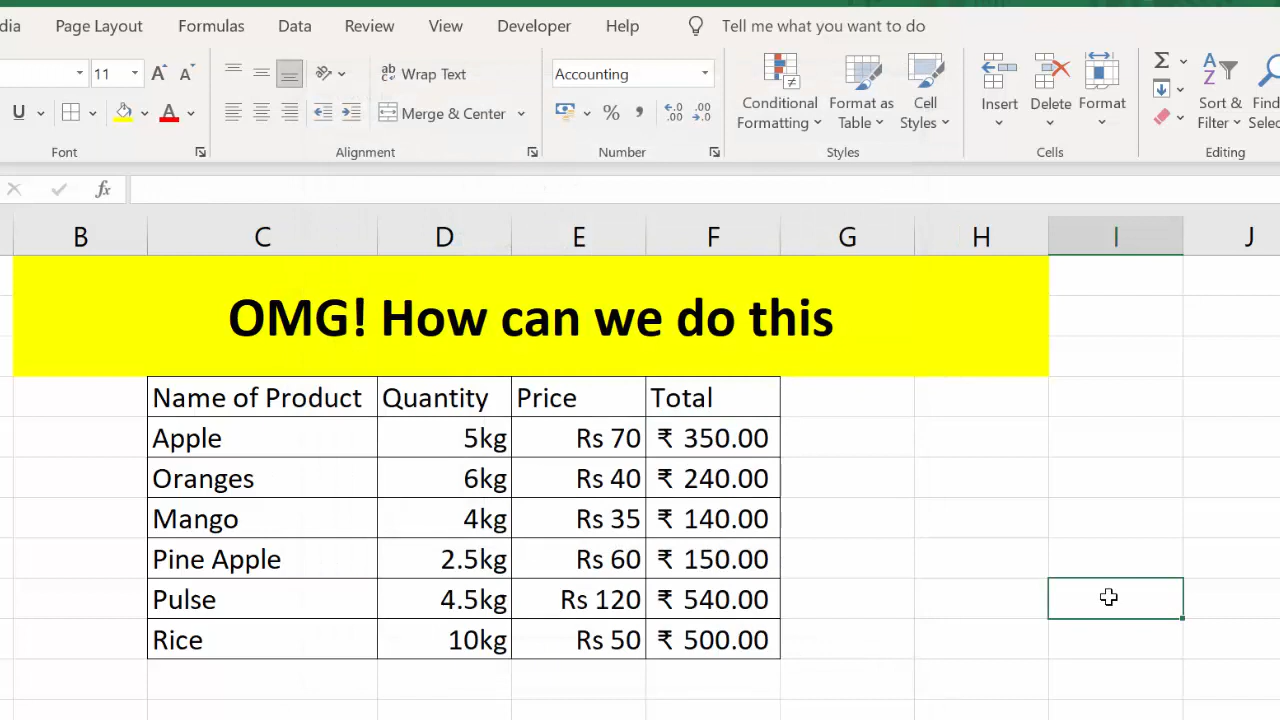 dia Page Layout Formulas Data Review View Developer Help Tell me what you want to do
11 A A ab Wrap Text Accounting
U A Merge & Center % , Conditional Formatting Format as Table Cell Styles Insert Delete Format Sort & Filter Find Selec
Font Alignment Number Styles Cells Editing
fx
B C D E F G H I J
OMG! How can we do this
Name of Product Quantity Price Total
Apple 5kg Rs 70 ₹ 350.00
Oranges 6kg Rs 40 ₹ 240.00
Mango 4kg Rs 35 ₹ 140.00
Pine Apple 2.5kg Rs 60 ₹ 150.00
Pulse 4.5kg Rs 120 ₹ 540.00
Rice 10kg Rs 50 ₹ 500.00